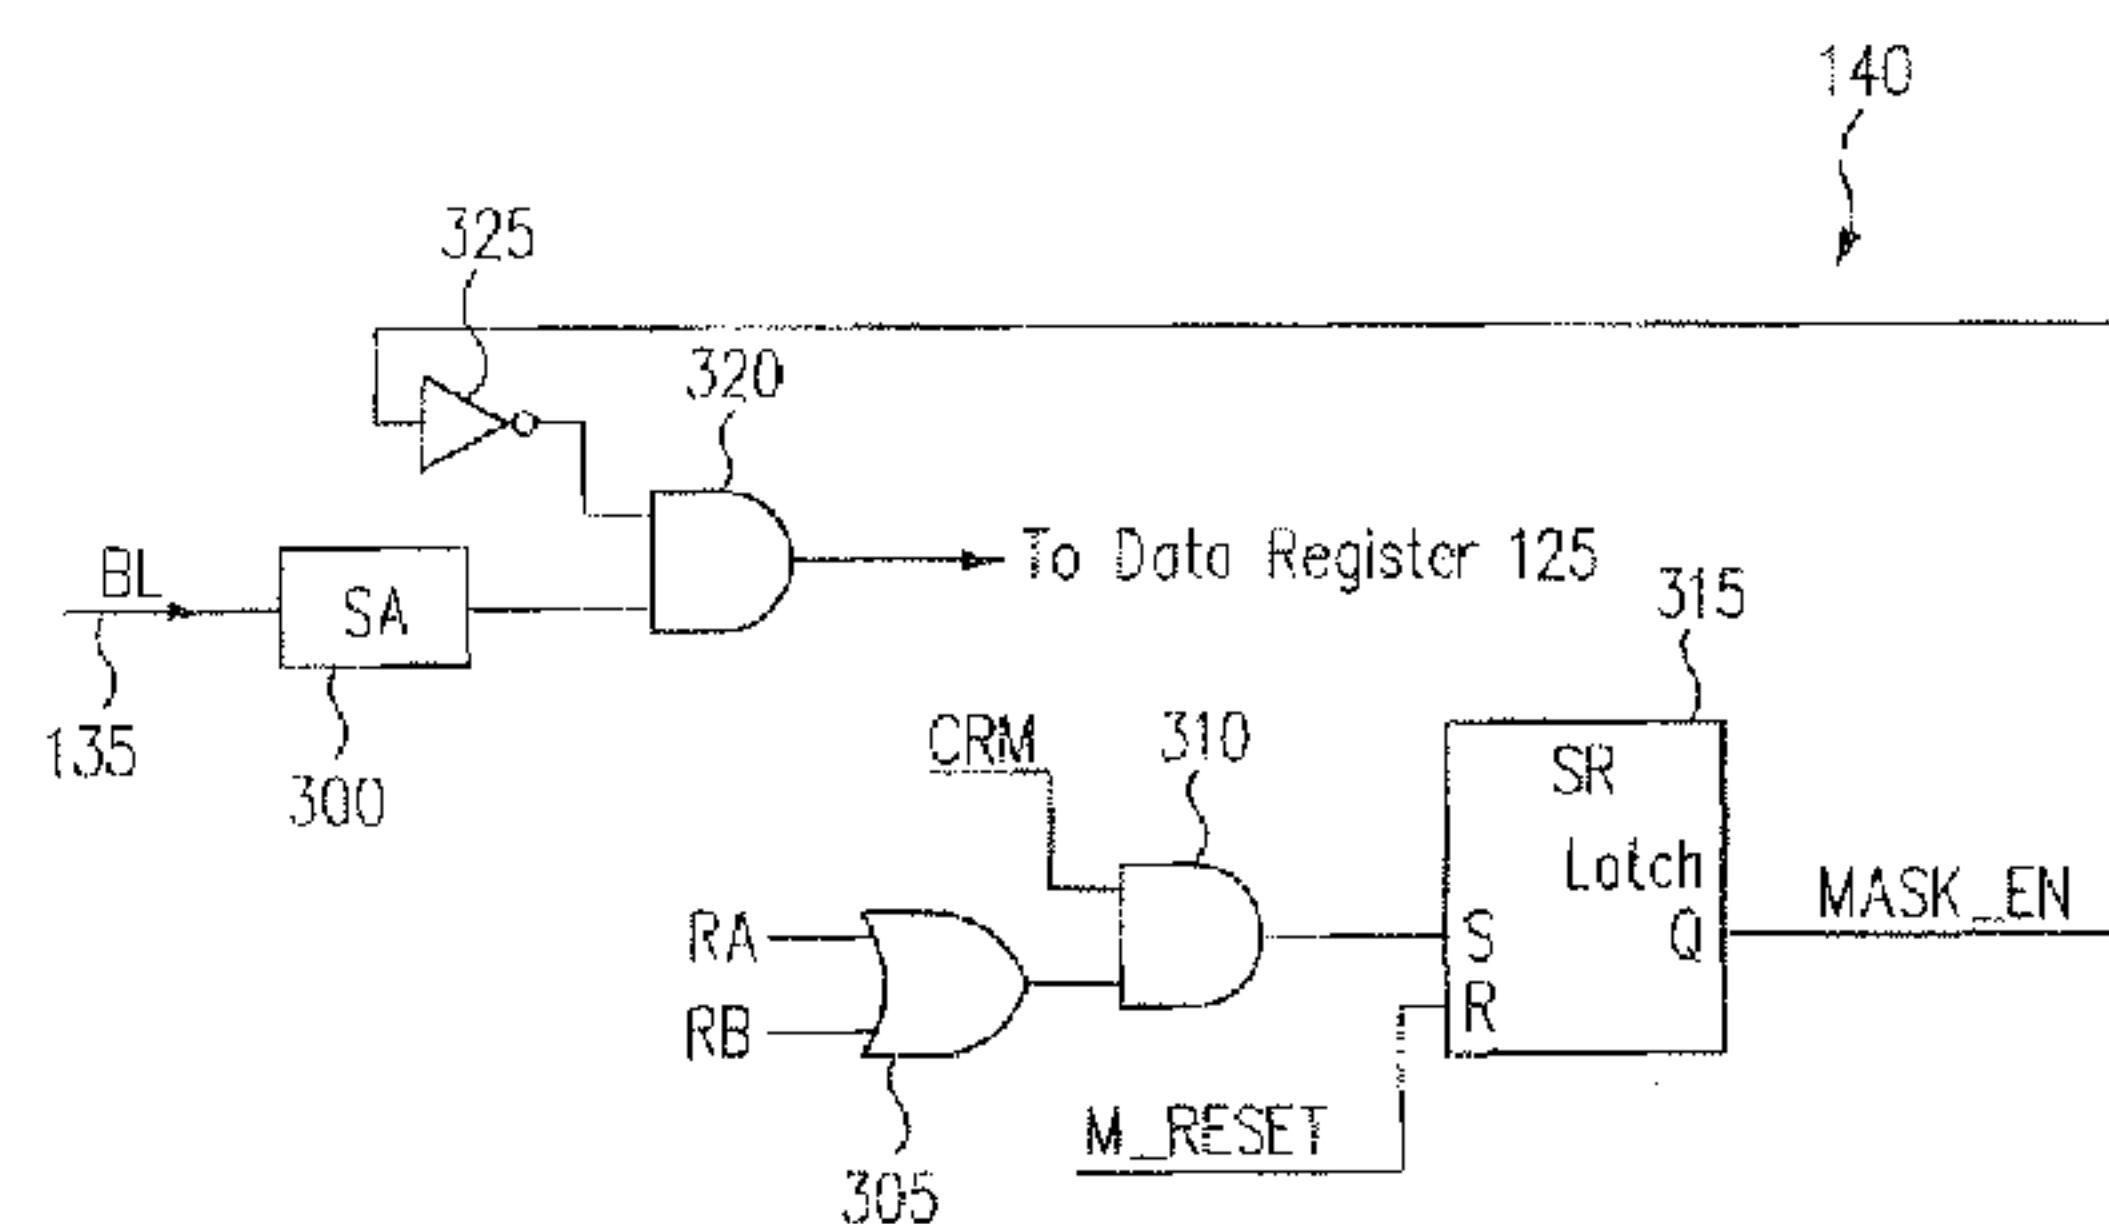 140
325
320
BL
SA
To Data Register 125
135
300
315
CRM
310
SR
Latch
RA
S
Q
MASK_EN
RB
R
M_RESET
305